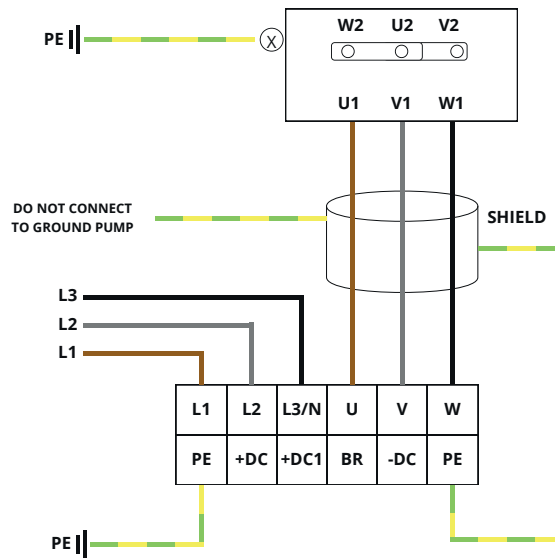 PE
X
W2 U2 V2
U1 V1 W1
DO NOT CONNECT
TO GROUND PUMP
SHIELD
L3
L2
L1
L1 L2 L3/N U V W
PE +DC +DC1 BR -DC PE
PE